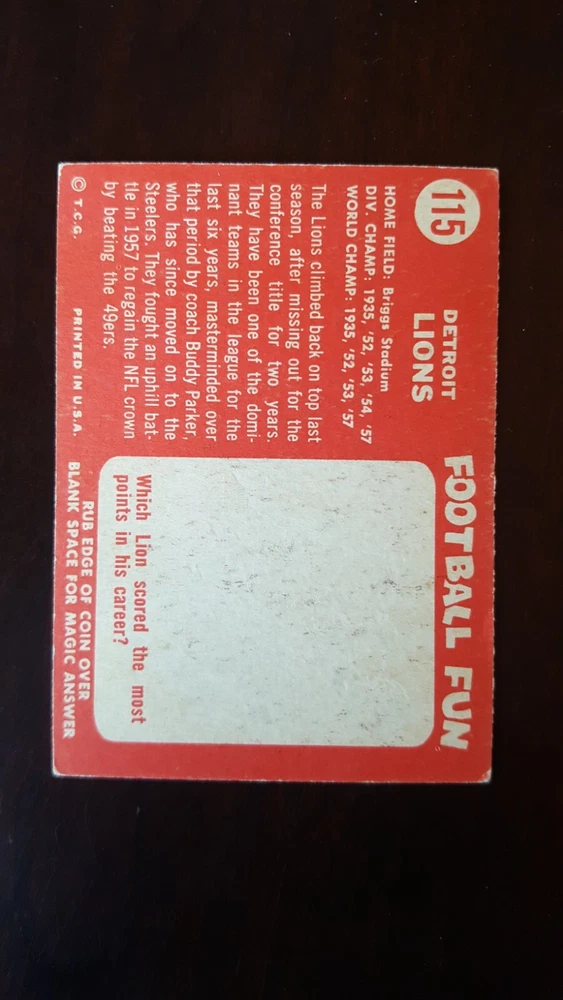 115
DETROIT
LIONS
HOME FIELD: Briggs Stadium
DIV. CHAMP: 1935, '52, '53, '54, '57
WORLD CHAMP: 1935, '52, '53, '57
The Lions climbed back on top last
season, after missing out for the
conference title for two years.
They have been one of the domi-
nant teams in the league for the
last six years, masterminded over
that period by coach Buddy Parker,
who has since moved on to the
Steelers. They fought an uphill bat-
tle in 1957 to regain the NFL crown
by beating the 49ers.
© T.C.G. PRINTED IN U.S.A.
FOOTBALL FUN
Which Lion scored the most
points in his career?
RUB EDGE OF COIN OVER
BLANK SPACE FOR MAGIC ANSWER